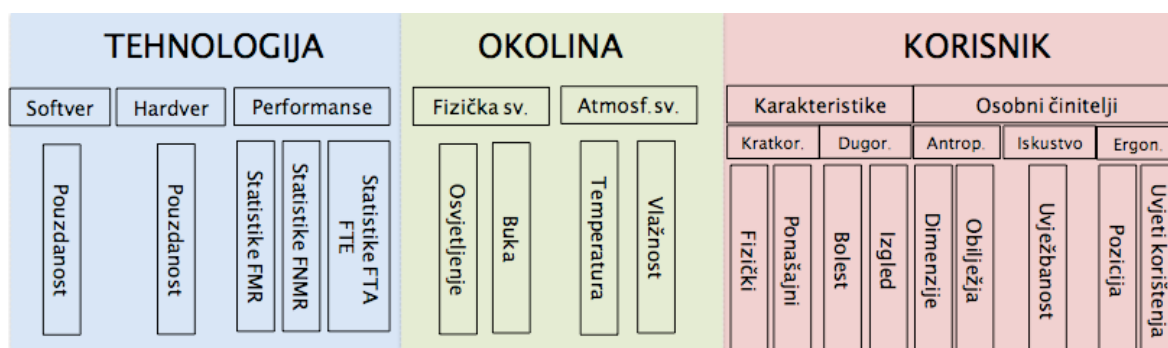 TEHNOLOGIJA
OKOLINA
KORISNIK
Softver
Hardver
Performanse
Fizička sv.
Atmosf.sv.
Karakteristike
Osobni činitelji
Kratkor.
Dugor.
Antrop.
Iskustvo
Ergon.
Pouzdanost
Pouzdanost
Statistike FMR
Statistike FNMR
Statistike FTA
FTE
Osvjetljenje
Buka
Temperatura
Vlažnost
Fizički
Ponašajni
Bolest
Izgled
Dimenzije
Obilježja
Uvježbanost
Pozicija
Uvjeti korištenja